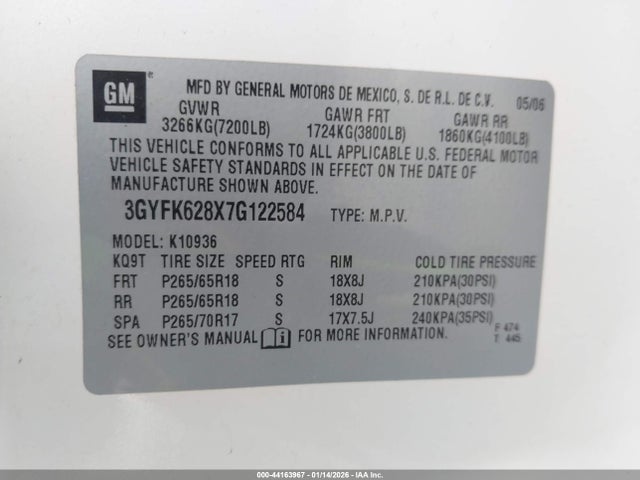 GM
MFD BY GENERAL MOTORS DE MEXICO, S. DE R.L. DE C.V. 05/06
GVWR GAWR FRT GAWR RR
3266KG(7200LB) 1724KG(3800LB) 1860KG(4100LB)
THIS VEHICLE CONFORMS TO ALL APPLICABLE U.S. FEDERAL MOTOR
VEHICLE SAFETY STANDARDS IN EFFECT ON THE DATE OF
MANUFACTURE SHOWN ABOVE.
3GYFK628X7G122584 TYPE: M.P.V.
MODEL: K10936
KQ9T TIRE SIZE SPEED RTG RIM COLD TIRE PRESSURE
FRT P265/65R18 S 18X8J 210KPA(30PSI)
RR P265/65R18 S 18X8J 210KPA(30PSI)
SPA P265/70R17 S 17X7.5J 240KPA(35PSI)
SEE OWNER'S MANUAL FOR MORE INFORMATION.
F 474
T 445
000-44163967 - 01/14/2026 - IAA, Inc.